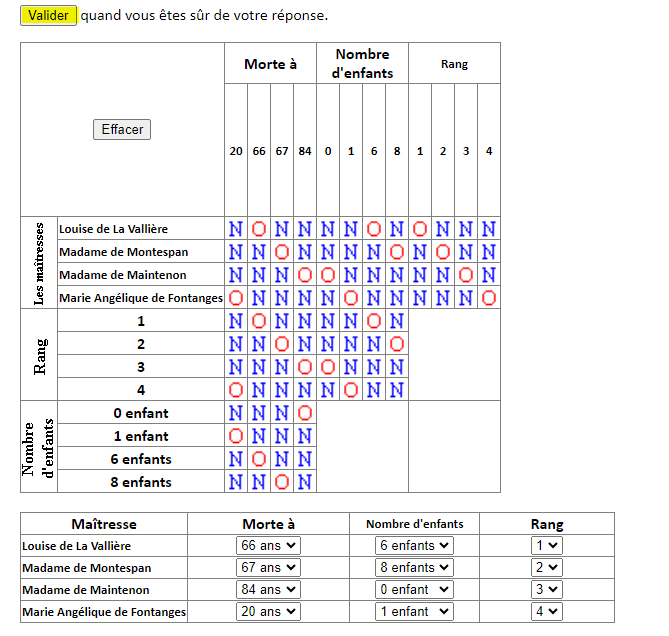 Valider quand vous êtes sûr de votre réponse.
Morte à Nombre d'enfants Rang
Effacer
20 66 67 84 0 1 6 8 1 2 3 4
Les maîtresses
Louise de La Vallière N O N N N N O N O N N N
Madame de Montespan N N O N N N N O N O N N
Madame de Maintenon N N N O O N N N N N O N
Marie Angélique de Fontanges O N N N N O N N N N N O
Rang
1 N O N N N N O N
2 N N O N N N N O
3 N N N O O N N N
4 O N N N N O N N
Nombre d'enfants
0 enfant N N N O
1 enfant O N N N
6 enfants N O N N
8 enfants N N O N
Maîtresse Morte à Nombre d'enfants Rang
Louise de La Vallière 66 ans 6 enfants 1
Madame de Montespan 67 ans 8 enfants 2
Madame de Maintenon 84 ans 0 enfant 3
Marie Angélique de Fontanges 20 ans 1 enfant 4